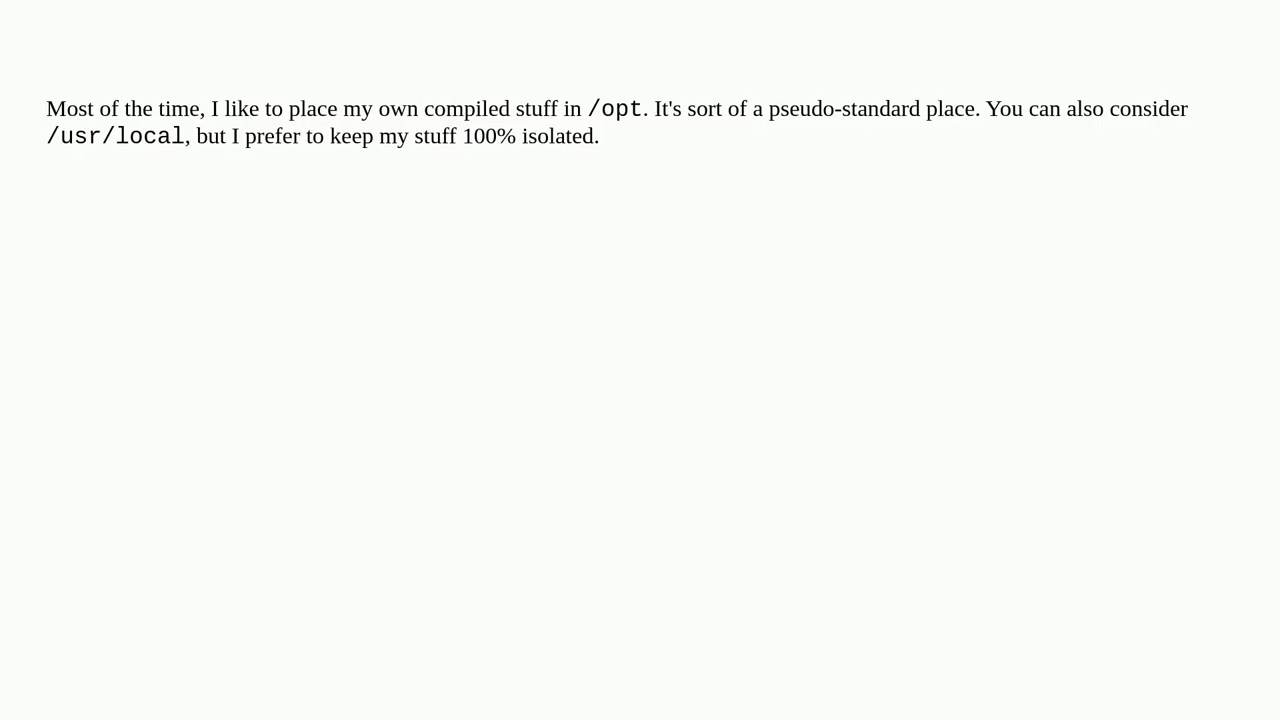 Most of the time, I like to place my own compiled stuff in /opt. It's sort of a pseudo-standard place. You can also consider
/usr/local, but I prefer to keep my stuff 100% isolated.